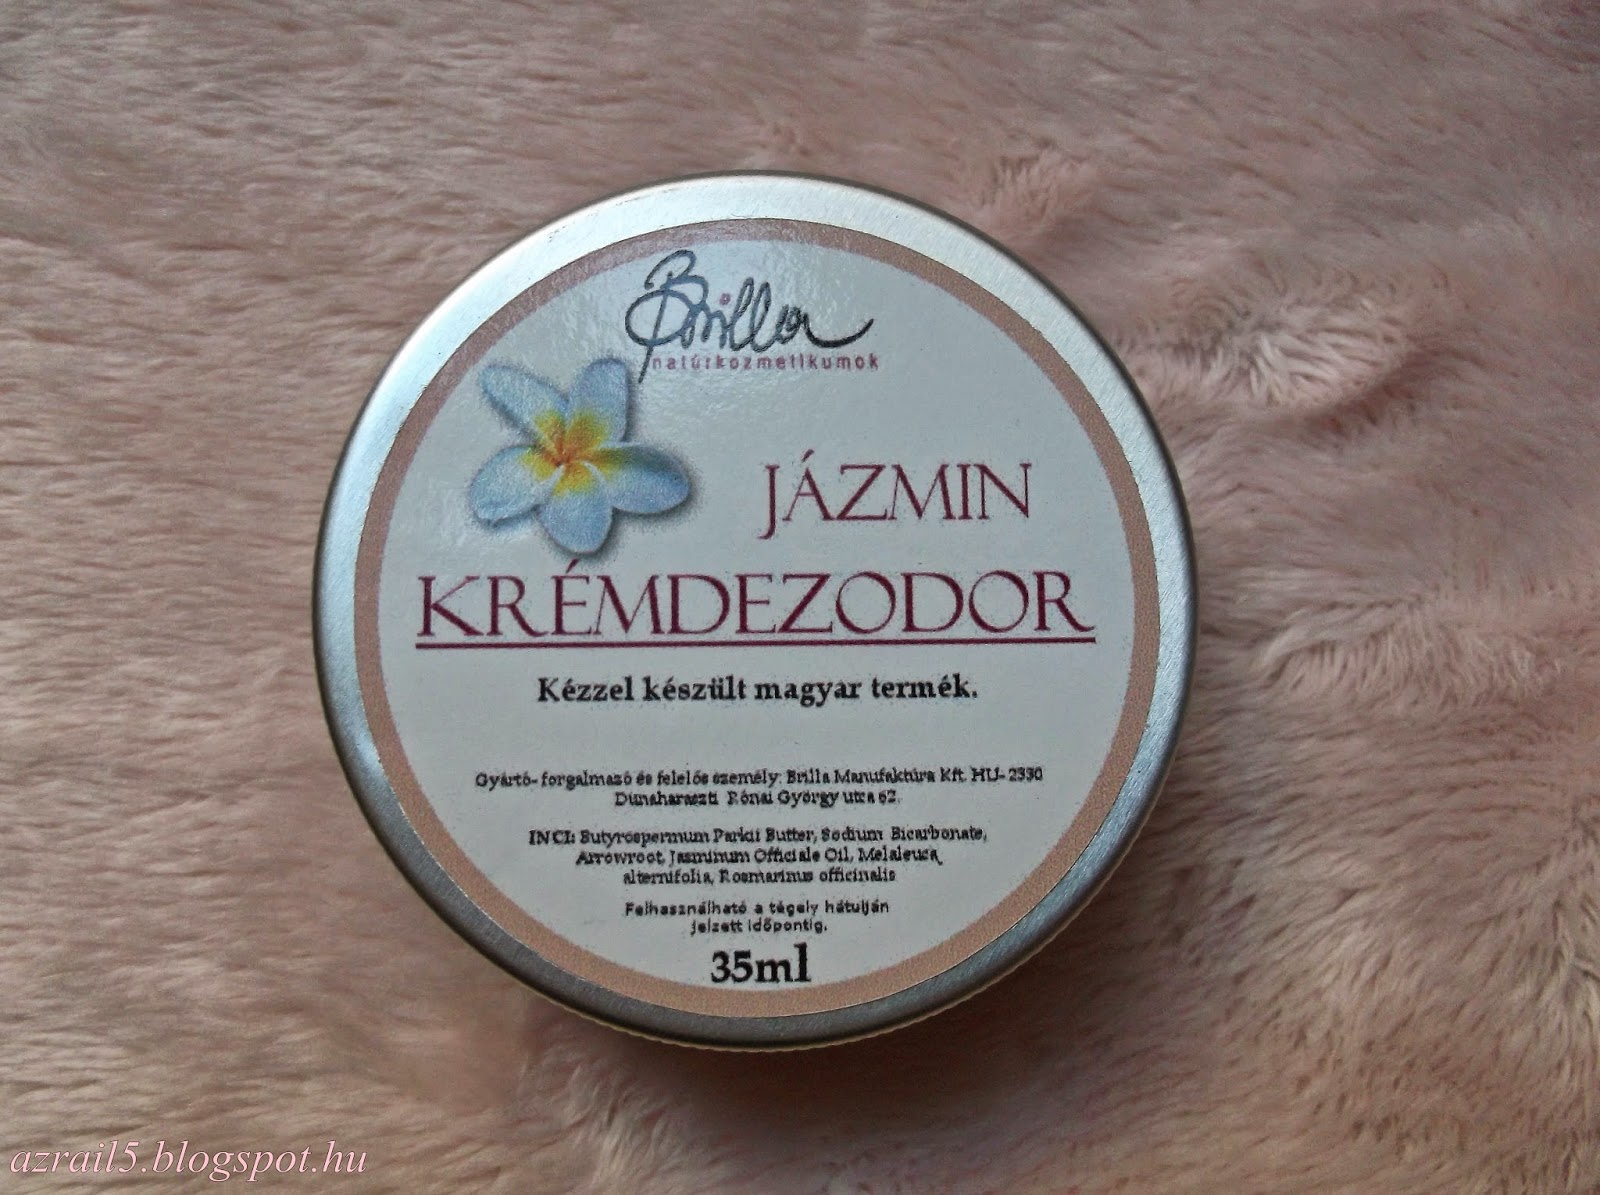 Brilla
natúrkozmetikumok
JÁZMIN
KRÉMDEZODOR
Kézzel készült magyar termék.
Gyártó- forgalmazó és felelős személy: Brilla Manufaktúra Kft. HU- 2330
Dunaharaszti Rónai György utca 62.
INCI: Butyrospermum Parkii Butter, Sodium Bicarbonate,
Arrowroot, Jasminum Officiale Oil, Melaleuca
alternifolia, Rosmarinus officinalis
Felhasználható a tégely hátulján
jelzett időpontig.
35ml
azrail5.blogspot.hu